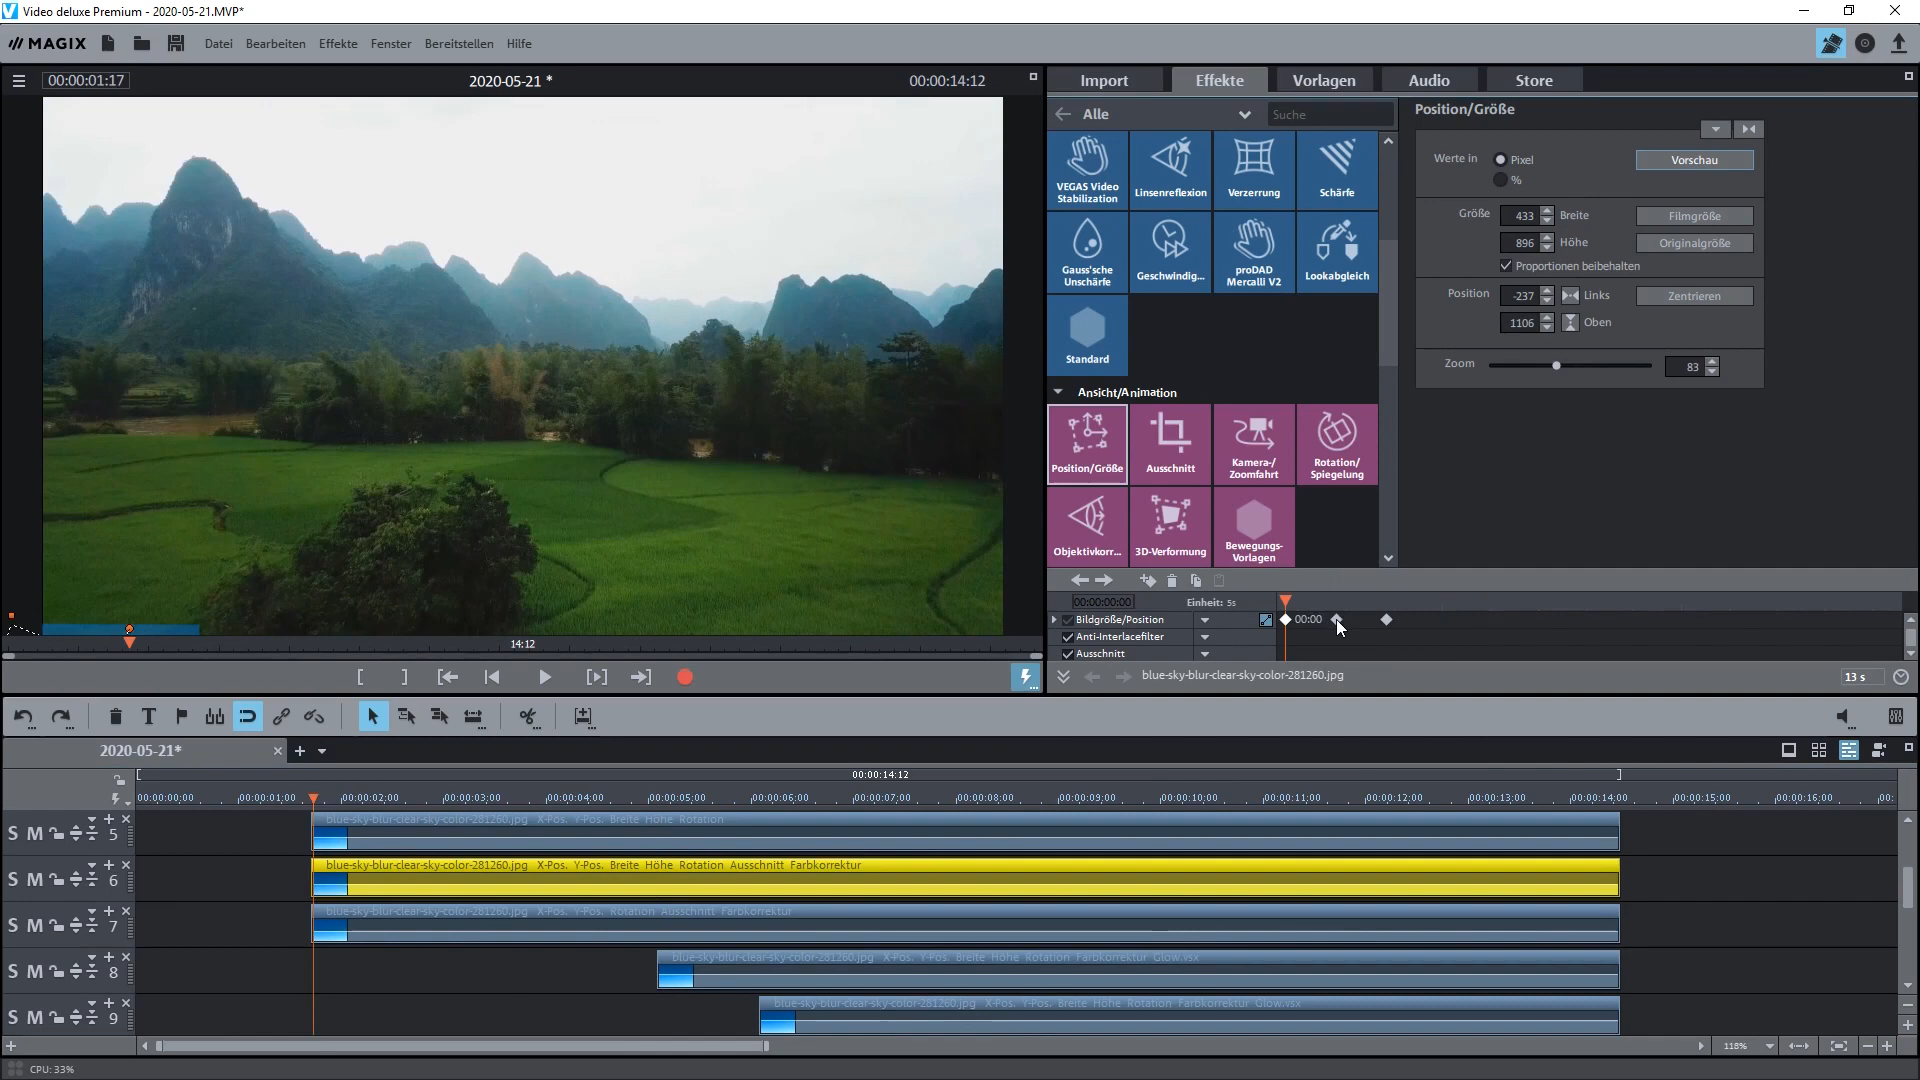 Video deluxe Premium - 2020-05-21.MVP*
MAGIX Datei Bearbeiten Effekte Fenster Bereitstellen Hilfe
00:00:01:17 2020-05-21 * 00:00:14:12
Import Effekte Vorlagen Audio Store
Alle Suche
VEGAS Video Stabilization Linsenreflexion Verzerrung Schärfe
Gauss'sche Unschärfe Geschwindig... proDAD Mercalli V2 Lookabgleich
Standard
Ansicht/Animation
Position/Größe Ausschnitt Kamera-/Zoomfahrt Rotation/Spiegelung
Objektivkorr... 3D-Verformung Bewegungs-Vorlagen
Position/Größe
Werte in Pixel Vorschau
%
Größe 433 Breite Filmgröße
896 Höhe Originalgröße
Proportionen beibehalten
Position -237 Links Zentrieren
1106 Oben
Zoom 83
00:00:00:00 Einheit: 5s
Bildgröße/Position 00:00
Anti-Interlacefilter
Ausschnitt
14:12
blue-sky-blur-clear-sky-color-281260.jpg 13 s
2020-05-21*
00:00:14:12
00:00:00;00 00:00:01;00 00:00:02;00 00:00:03;00 00:00:04;00 00:00:05;00 00:00:06;00 00:00:07;00 00:00:08;00 00:00:09;00 00:00:10;00 00:00:11;00 00:00:12;00 00:00:13;00 00:00:14;00 00:00:15;00 00:00:16;00 00:
S M 5 blue-sky-blur-clear-sky-color-281260.jpg X-Pos. Y-Pos. Breite Höhe Rotation
S M 6 blue-sky-blur-clear-sky-color-281260.jpg X-Pos. Y-Pos. Breite Höhe Rotation Ausschnitt Farbkorrektur
S M 7 blue-sky-blur-clear-sky-color-281260.jpg X-Pos. Y-Pos. Rotation Ausschnitt Farbkorrektur
S M 8 blue-sky-blur-clear-sky-color-281260.jpg X-Pos. Y-Pos. Breite Höhe Rotation Farbkorrektur Glow.vsx
S M 9 blue-sky-blur-clear-sky-color-281260.jpg X-Pos. Y-Pos. Breite Höhe Rotation Farbkorrektur Glow.vsx
118%
CPU: 33%